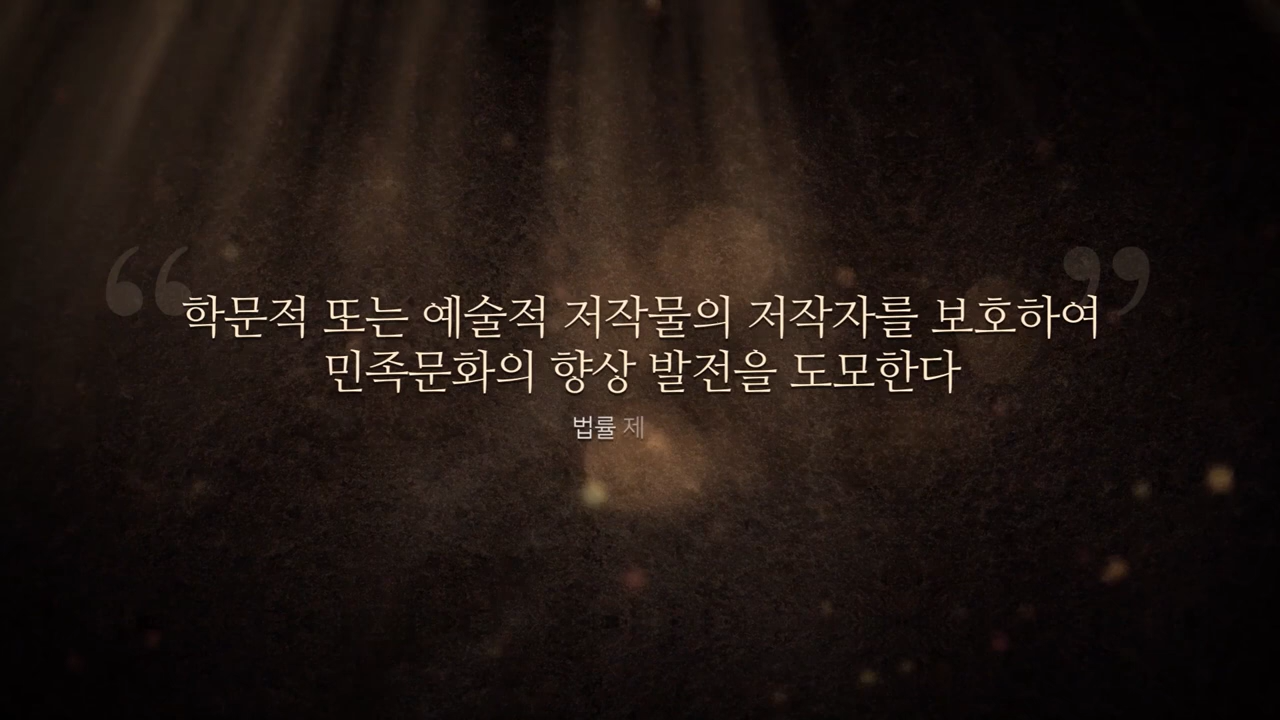 “학문적 또는 예술적 저작물의 저작자를 보호하여
민족문화의 향상 발전을 도모한다”
법률 제